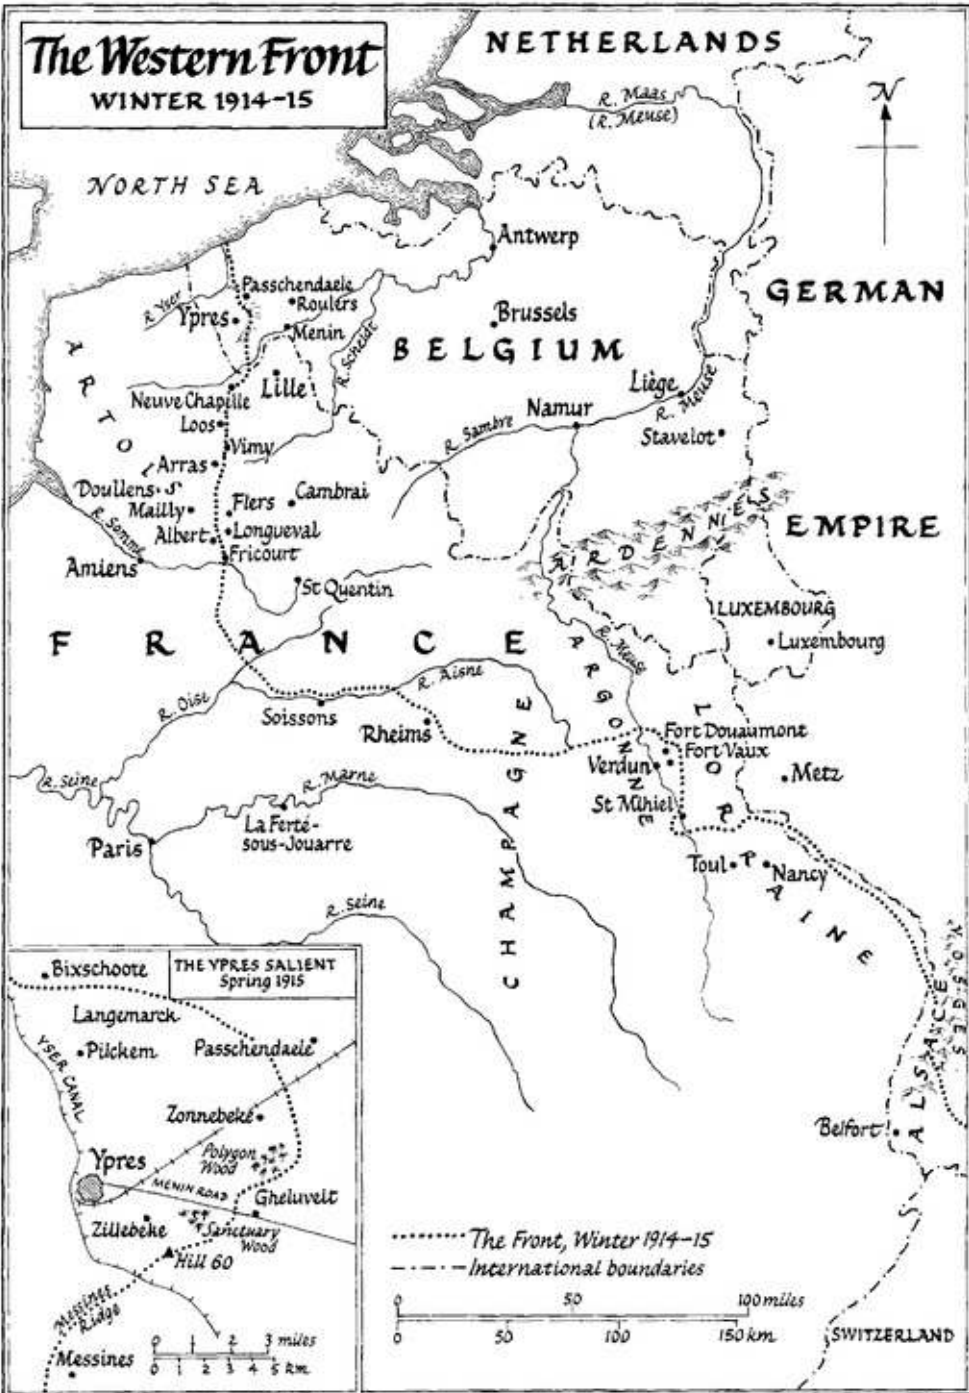 The Western Front
WINTER 1914-15
NETHERLANDS
R. Maas
(R. Meuse)
N
NORTH SEA
Antwerp
GERMAN
EMPIRE
Passchendaele
Roulers
R. Yser
Ypres
Menin
Brussels
BELGIUM
R. Scheldt
ARTOIS
Lille
Neuve Chapelle
Loos
Liège
R. Meuse
Namur
R. Sambre
Stavelot
Vimy
Arras
Doullens
Mailly
Flers
Cambrai
Albert
Longueval
Fricourt
R. Somme
Amiens
St Quentin
ARDENNES
LUXEMBOURG
Luxembourg
FRANCE
R. Meuse
ARGONNE
R. Oise
R. Aisne
Soissons
Rheims
CHAMPAGNE
LORRAINE
Fort Douaumont
Fort Vaux
Verdun
Metz
St Mihiel
R. Seine
R. Marne
La Ferté-
sous-Jouarre
Paris
Toul
Nancy
R. Seine
VOSGES
ALSACE
Belfort
THE YPRES SALIENT
Spring 1915
Bixschoote
Langemarck
Pilckem
Passchendaele
YSER CANAL
Zonnebeke
Polygon
Wood
Ypres
MENIN ROAD
Gheluvelt
Zillebeke
Sanctuary
Wood
Hill 60
Messines
Ridge
Messines
0 1 2 3 miles
0 1 2 3 4 5 km
The Front, Winter 1914-15
International boundaries
0 50 100 miles
0 50 100 150 km
SWITZERLAND